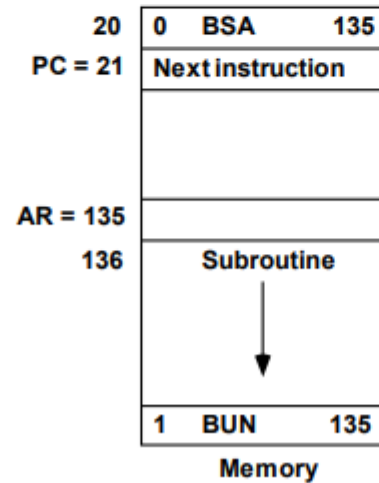 20 0 BSA 135
PC = 21 Next instruction
AR = 135
136 Subroutine
1 BUN 135
Memory